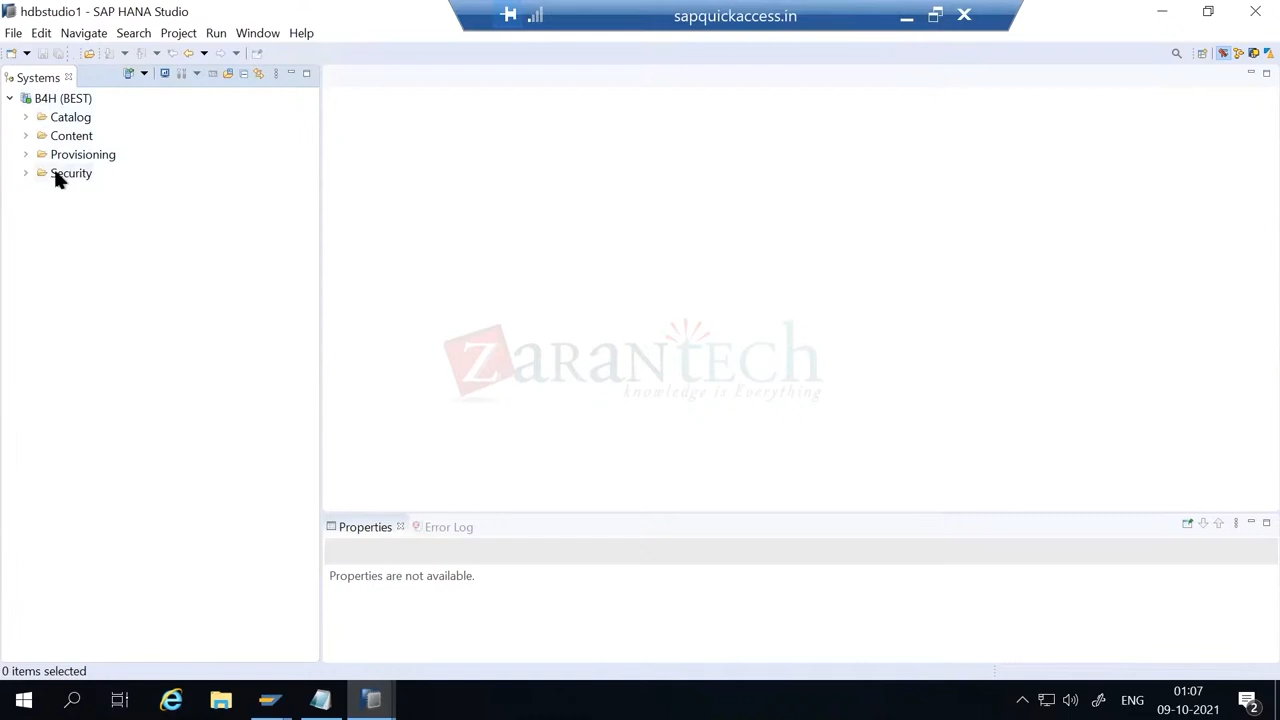 hdbstudio1 - SAP HANA Studio
sapquickaccess.in
File Edit Navigate Search Project Run Window Help
Systems
B4H (BEST)
Catalog
Content
Provisioning
Security
ZARANTECH
knowledge is Everything
Properties Error Log
Properties are not available.
0 items selected
ENG
01:07
09-10-2021
2